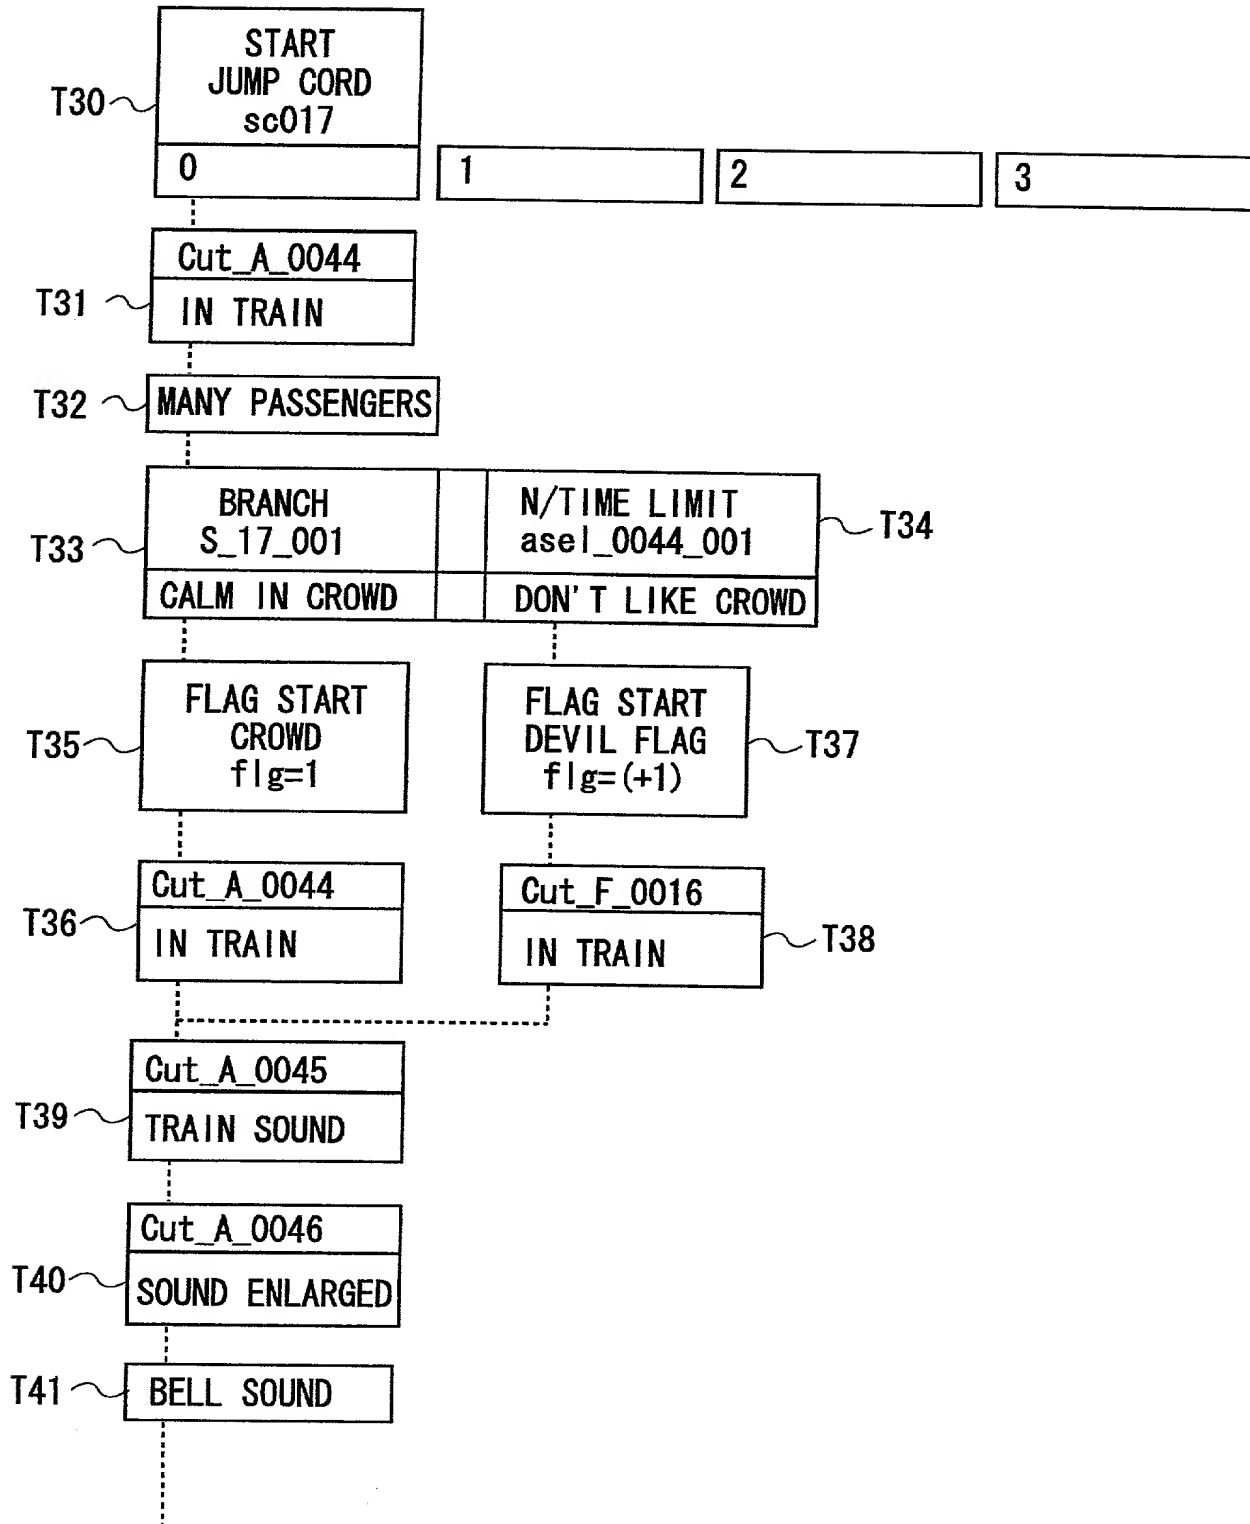 START
JUMP CORD
sc017
T30
0
1
2
3
Cut_A_0044
T31
IN TRAIN
T32
MANY PASSENGERS
BRANCH
S_17_001
T33
CALM IN CROWD
N/TIME LIMIT
asel_0044_001
T34
DON'T LIKE CROWD
FLAG START
CROWD
flg=1
T35
FLAG START
DEVIL FLAG
flg=(+1)
T37
Cut_A_0044
T36
IN TRAIN
Cut_F_0016
IN TRAIN
T38
Cut_A_0045
T39
TRAIN SOUND
Cut_A_0046
T40
SOUND ENLARGED
T41
BELL SOUND